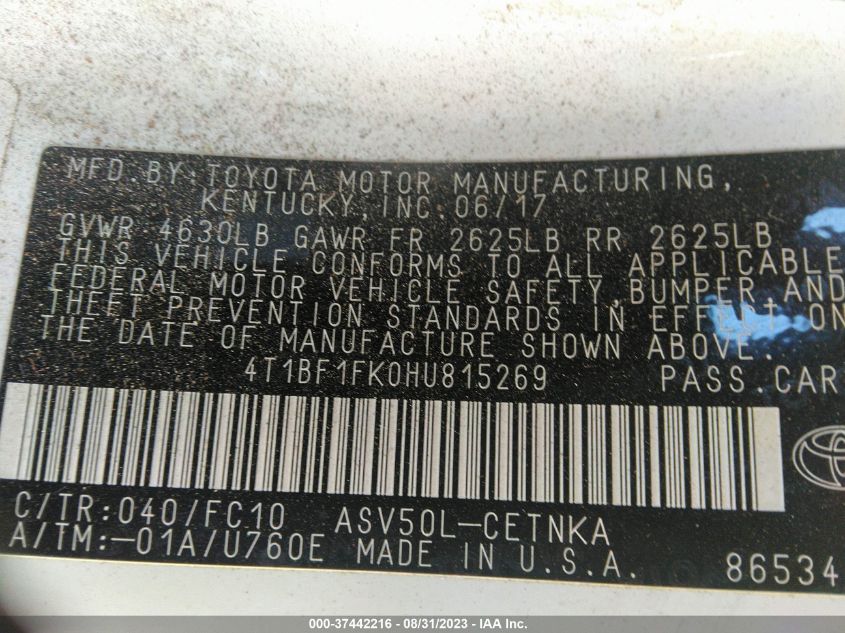 MFD.BY:TOYOTA MOTOR MANUFACTURING,
KENTUCKY,INC.06/17
GVWR 4630LB GAWR FR 2625LB RR 2625LB
THIS VEHICLE CONFORMS TO ALL APPLICABLE
FEDERAL MOTOR VEHICLE SAFETY,BUMPER,AND
THEFT PREVENTION STANDARDS IN EFFECT ON
THE DATE OF MANUFACTURE SHOWN ABOVE.
4T1BF1FK0HU815269 PASS.CAR
C/TR:040/FC10 ASV50L-CETNKA
A/TM:-01A/U760E MADE IN U.S.A. 86534
000-37442216 - 08/31/2023 - IAA Inc.